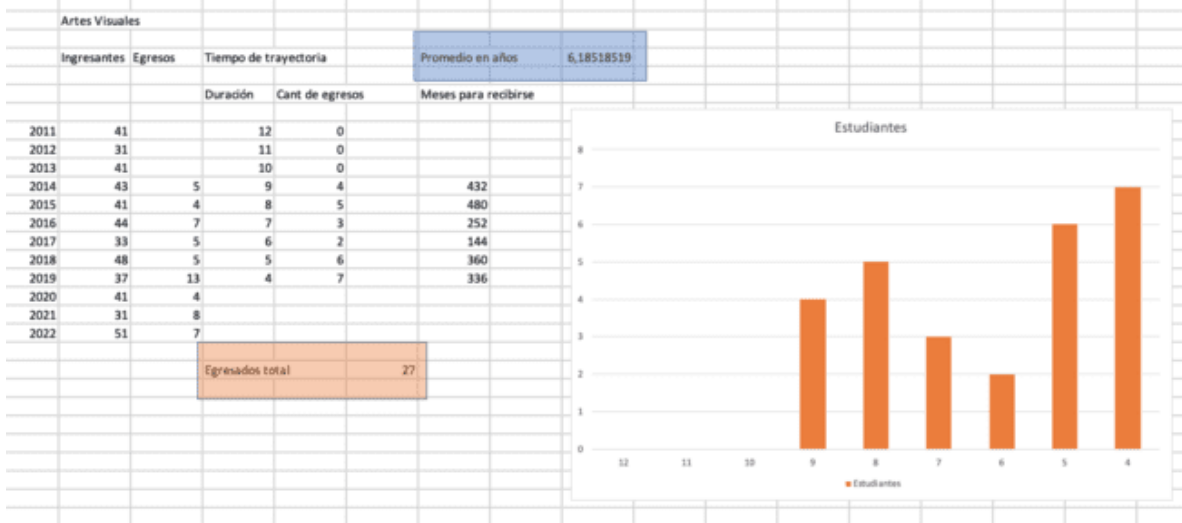 Artes Visuales
Ingresantes Egresos Tiempo de trayectoria Promedio en años 6,18518519
Duración Cant de egresos Meses para recibirse
2011 41 12 0
2012 31 11 0
2013 41 10 0
2014 43 5 9 4 432
2015 41 4 8 5 480
2016 44 7 7 3 252
2017 33 5 6 2 144
2018 48 5 5 6 360
2019 37 13 4 7 336
2020 41 4
2021 31 8
2022 51 7
Egresados total 27
Estudiantes
8
7
6
5
4
3
2
1
0
12 11 10 9 8 7 6 5 4
Estudiantes